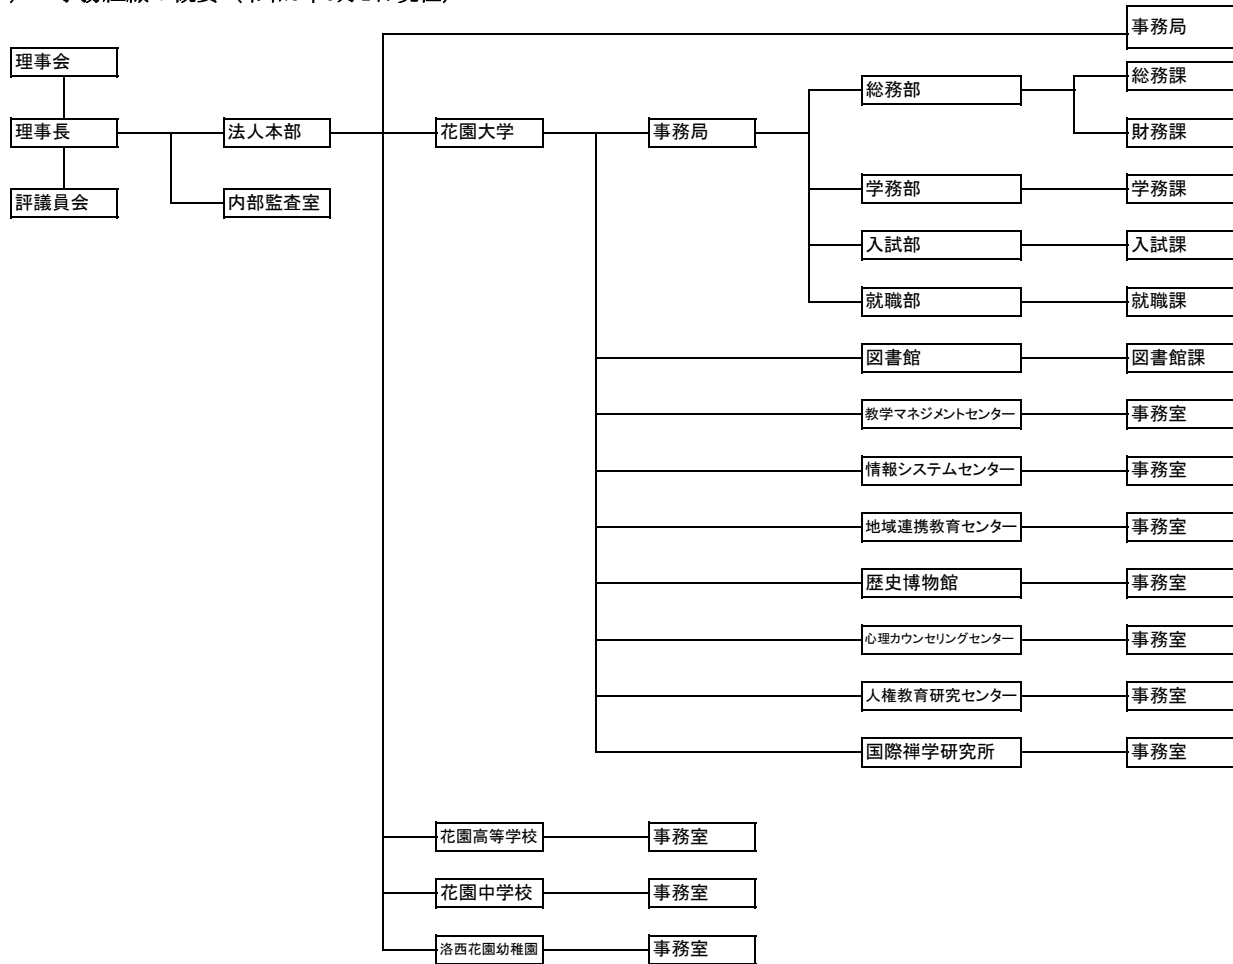 事務局
理事会
総務部
総務課
理事長
法人本部
花園大学
事務局
財務課
評議員会
内部監査室
学務部
学務課
入試部
入試課
就職部
就職課
図書館
図書館課
教学マネジメントセンター
事務室
情報システムセンター
事務室
地域連携教育センター
事務室
歴史博物館
事務室
心理カウンセリングセンター
事務室
人権教育研究センター
事務室
国際禅学研究所
事務室
花園高等学校
事務室
花園中学校
事務室
洛西花園幼稚園
事務室